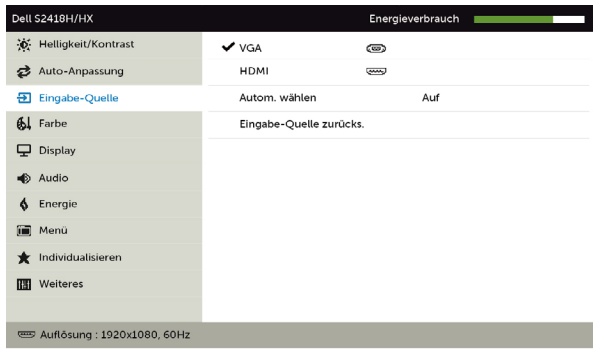 Dell S2418H/HX Energieverbrauch
Helligkeit/Kontrast
Auto-Anpassung
Eingabe-Quelle
Farbe
Display
Audio
Energie
Menü
Individualisieren
Weiteres
VGA
HDMI
Autom. wählen Auf
Eingabe-Quelle zurücks.
Auflösung : 1920x1080, 60Hz